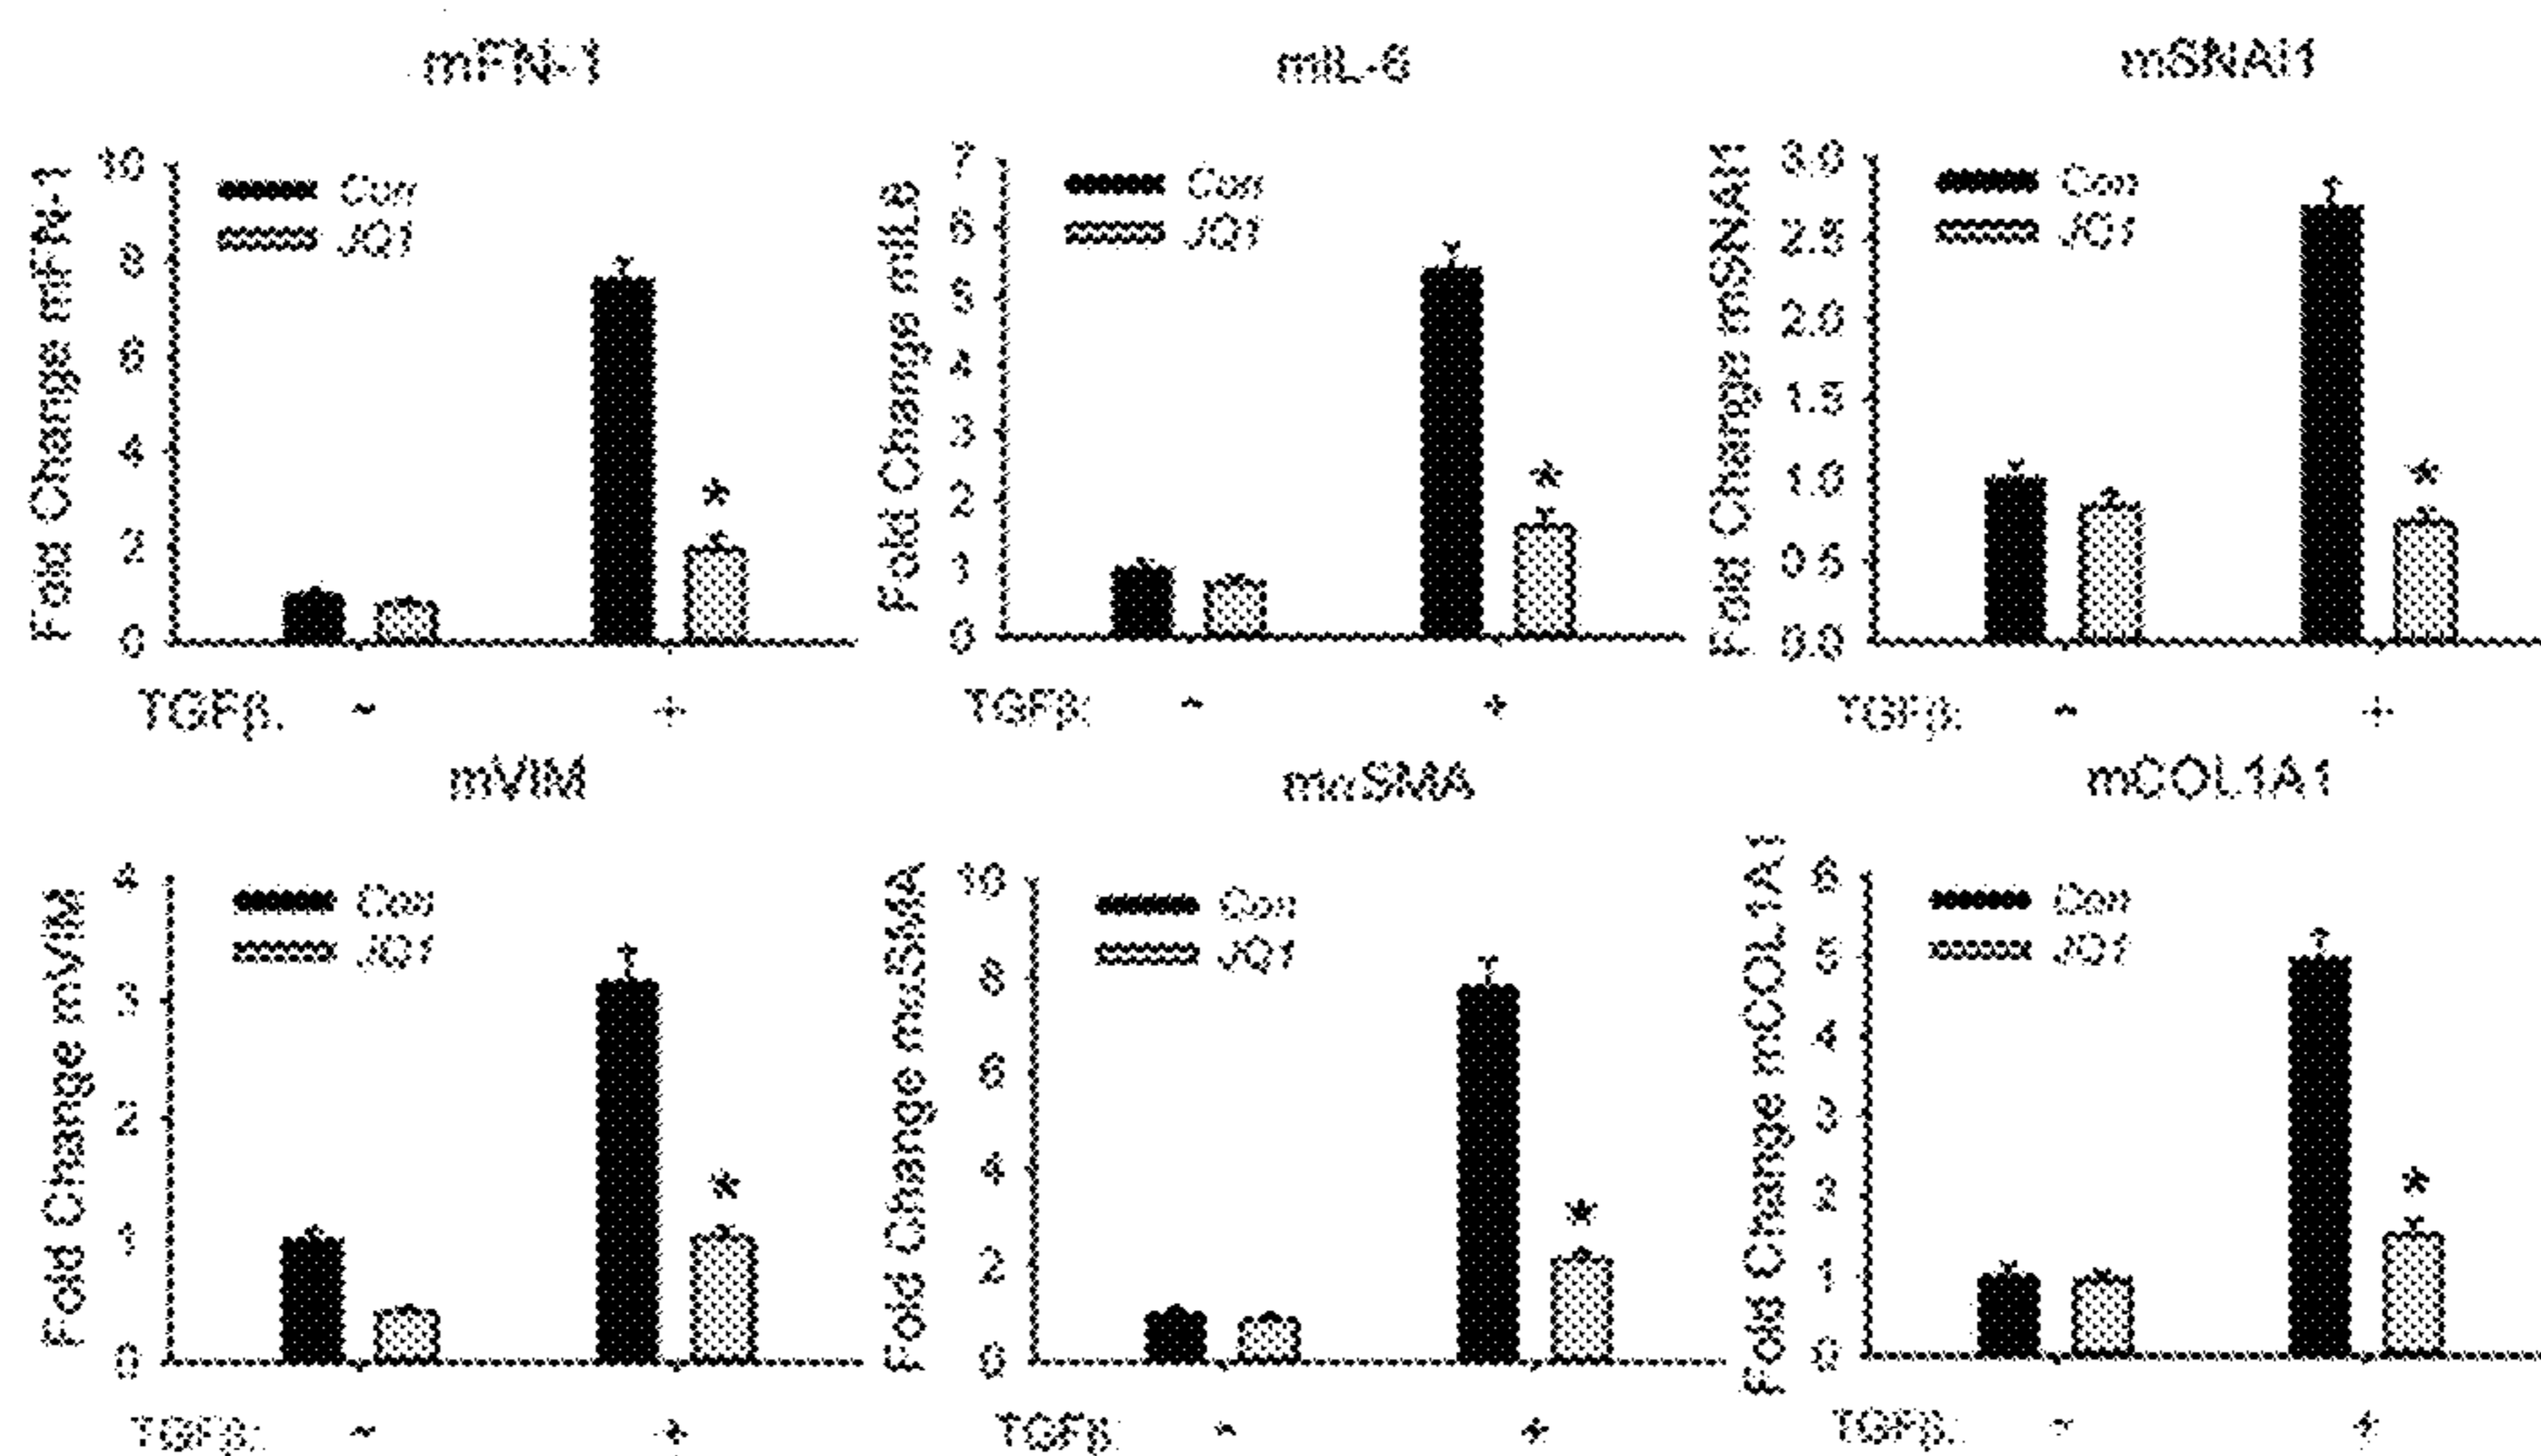 mFN-1
Fold Change mFN-1
10
8
6
4
2
0
Con
JQ1
*
TGFβ: - +
mIL-6
Fold Change mIL6
7
6
5
4
3
2
1
0
Con
JQ1
*
TGFβ: - +
mSNAI1
Fold Change mSNAI1
3.0
2.5
2.0
1.5
1.0
0.5
0.0
Con
JQ1
*
TGFβ: - +
mVIM
Fold Change mVIM
4
3
2
1
0
Con
JQ1
*
TGFβ: - +
mαSMA
Fold Change mαSMA
10
8
6
4
2
0
Con
JQ1
*
TGFβ: - +
mCOL1A1
Fold Change mCOL1A1
6
5
4
3
2
1
0
Con
JQ1
*
TGFβ: - +